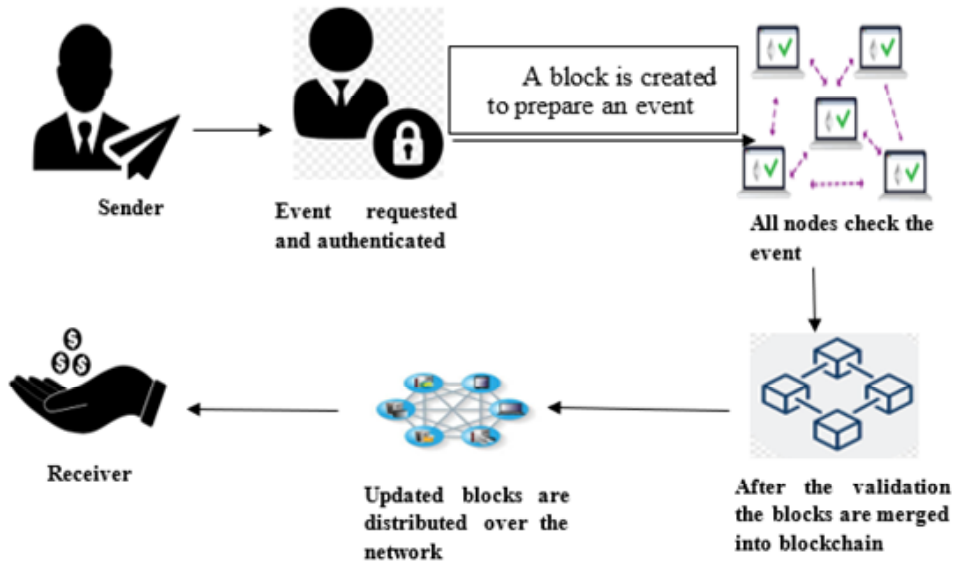 A block is created
to prepare an event
Sender
Event requested
and authenticated
All nodes check the
event
Receiver
Updated blocks are
distributed over the
network
After the validation
the blocks are merged
into blockchain